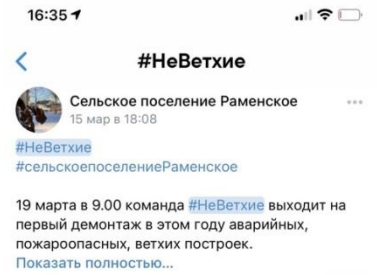 16:35
#НеВетхие
Сельское поселение Раменское
15 мар в 18:08
#НеВетхие
#сельскоепоселениеРаменское
19 марта в 9.00 команда #НеВетхие выходит на
первый демонтаж в этом году аварийных,
пожароопасных, ветхих построек.
Показать полностью...